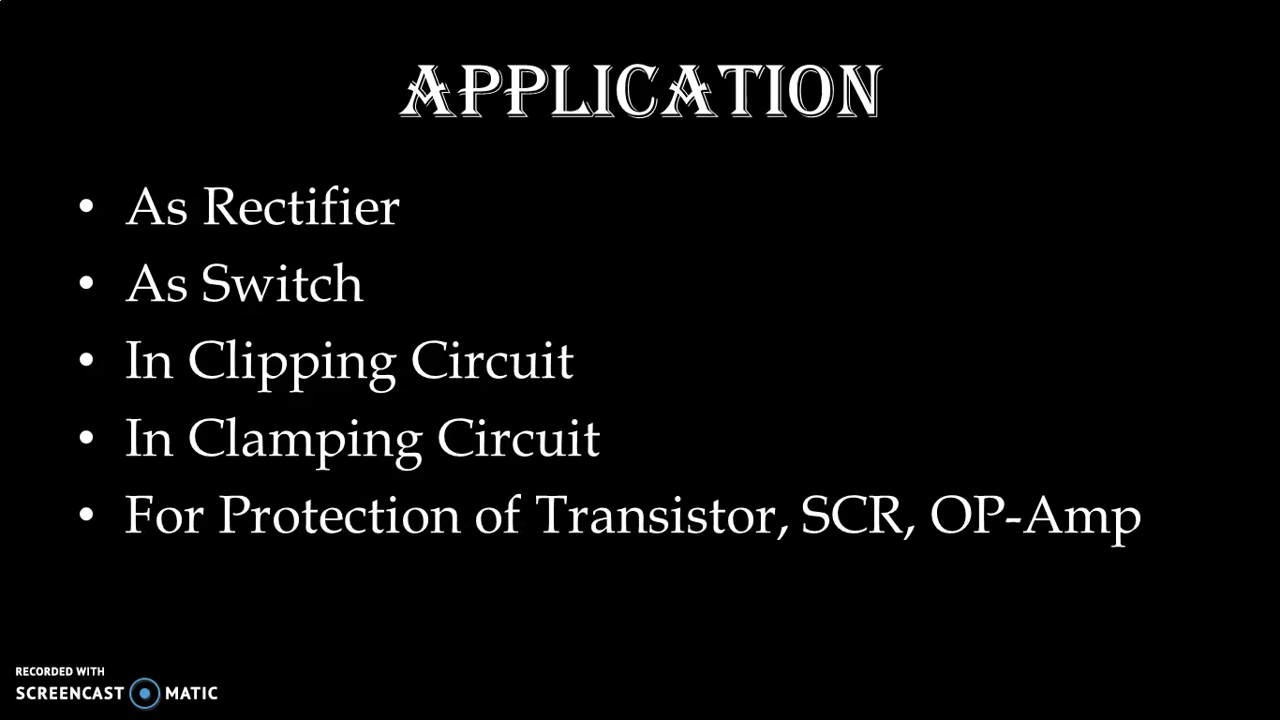 APPLICATION
• As Rectifier
• As Switch
• In Clipping Circuit
• In Clamping Circuit
• For Protection of Transistor, SCR, OP-Amp
RECORDED WITH
SCREENCAST MATIC